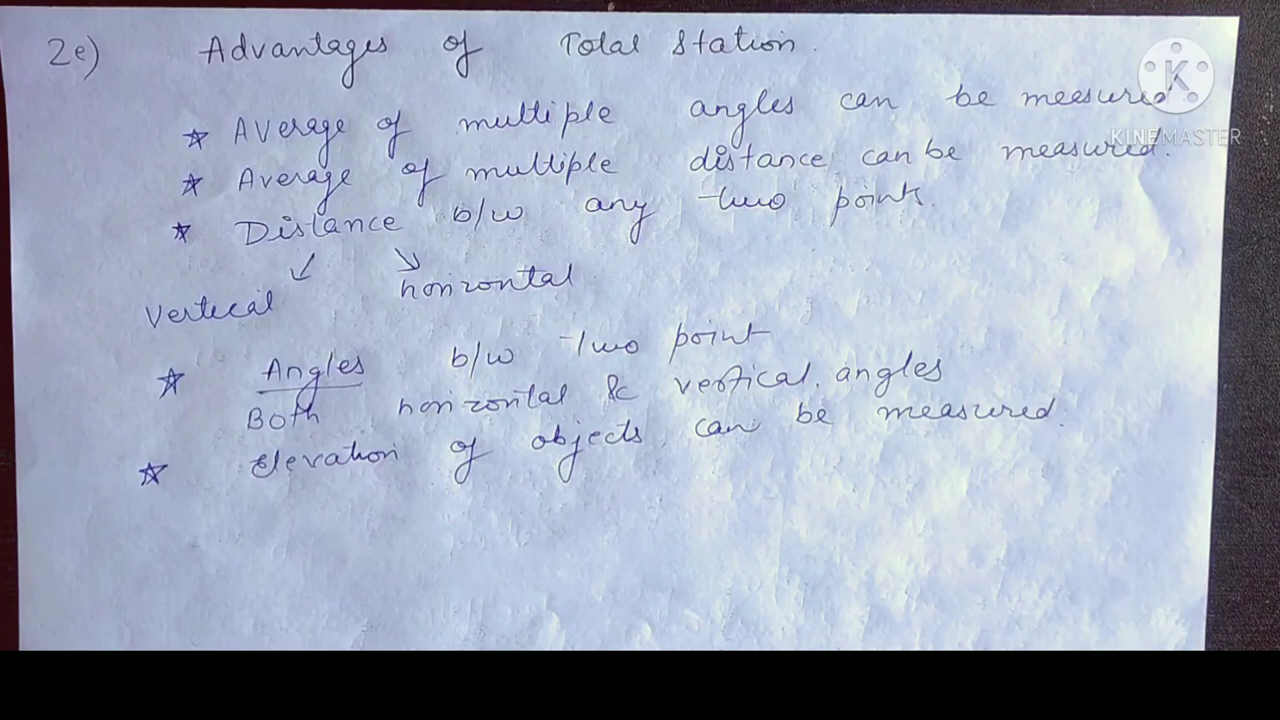 2e) Advantages of Total Station.
☆ Average of multiple angles can be measured
☆ Average of multiple distance can be measured.
☆ Distance b/w any two points.
↙ ↘
Vertical horizontal
☆ Angles b/w two point
Both horizontal & vertical angles
☆ Elevation of objects can be measured.
K
KINEMASTER